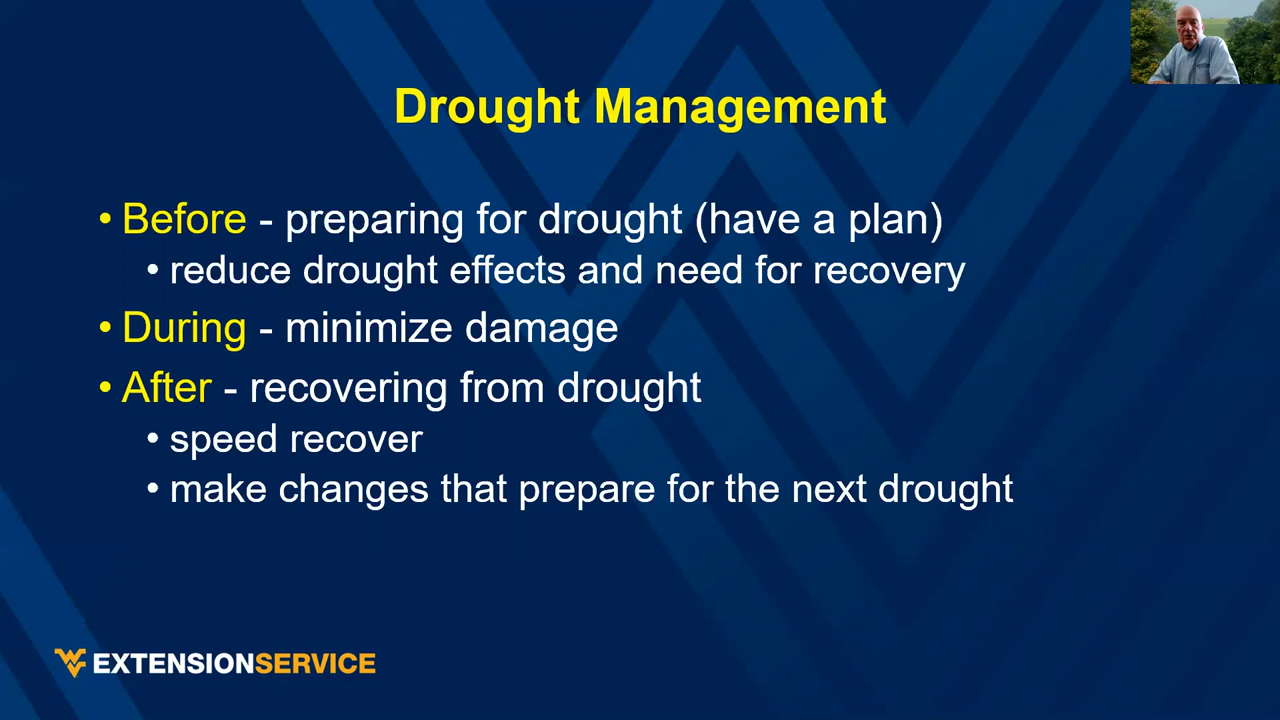 Drought Management
• Before - preparing for drought (have a plan)
• reduce drought effects and need for recovery
• During - minimize damage
• After - recovering from drought
• speed recover
• make changes that prepare for the next drought
WV EXTENSIONSERVICE